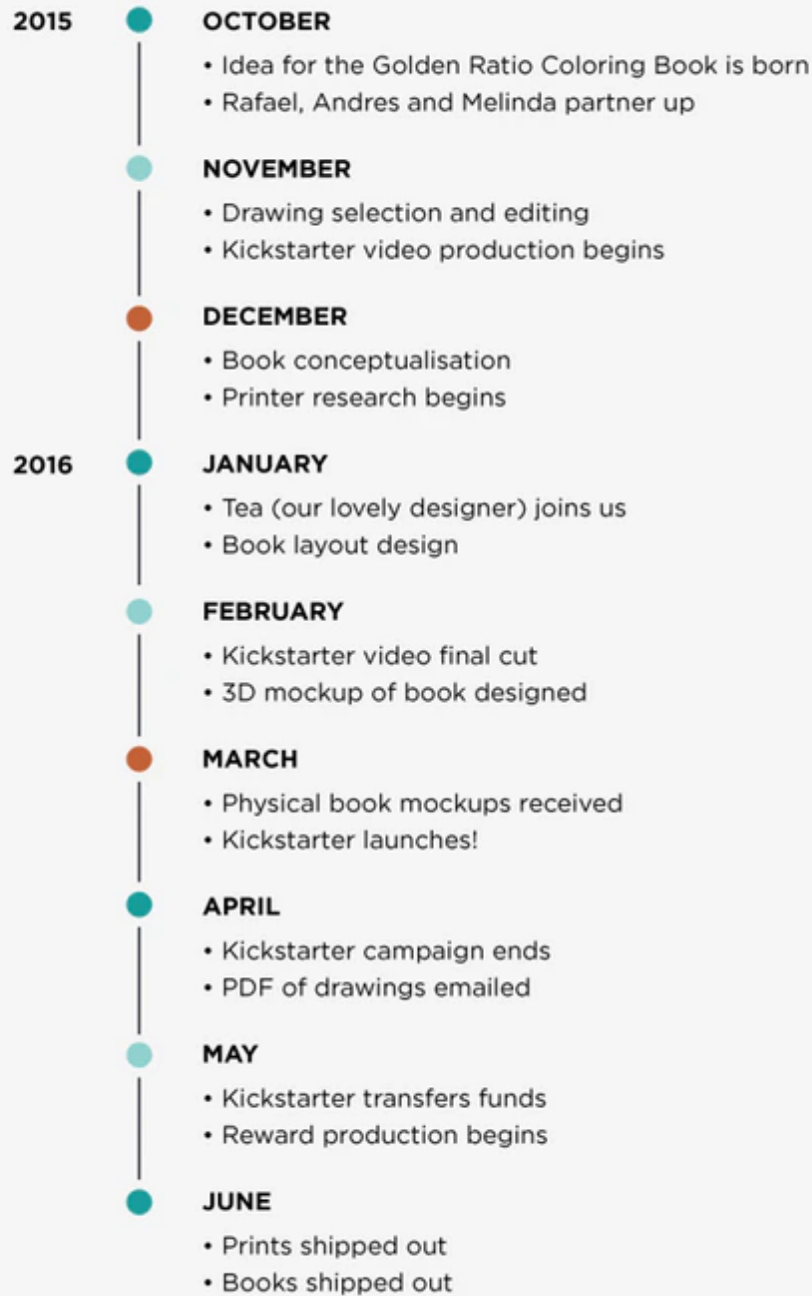 2015 OCTOBER
• Idea for the Golden Ratio Coloring Book is born
• Rafael, Andres and Melinda partner up
NOVEMBER
• Drawing selection and editing
• Kickstarter video production begins
DECEMBER
• Book conceptualisation
• Printer research begins
2016 JANUARY
• Tea (our lovely designer) joins us
• Book layout design
FEBRUARY
• Kickstarter video final cut
• 3D mockup of book designed
MARCH
• Physical book mockups received
• Kickstarter launches!
APRIL
• Kickstarter campaign ends
• PDF of drawings emailed
MAY
• Kickstarter transfers funds
• Reward production begins
JUNE
• Prints shipped out
• Books shipped out